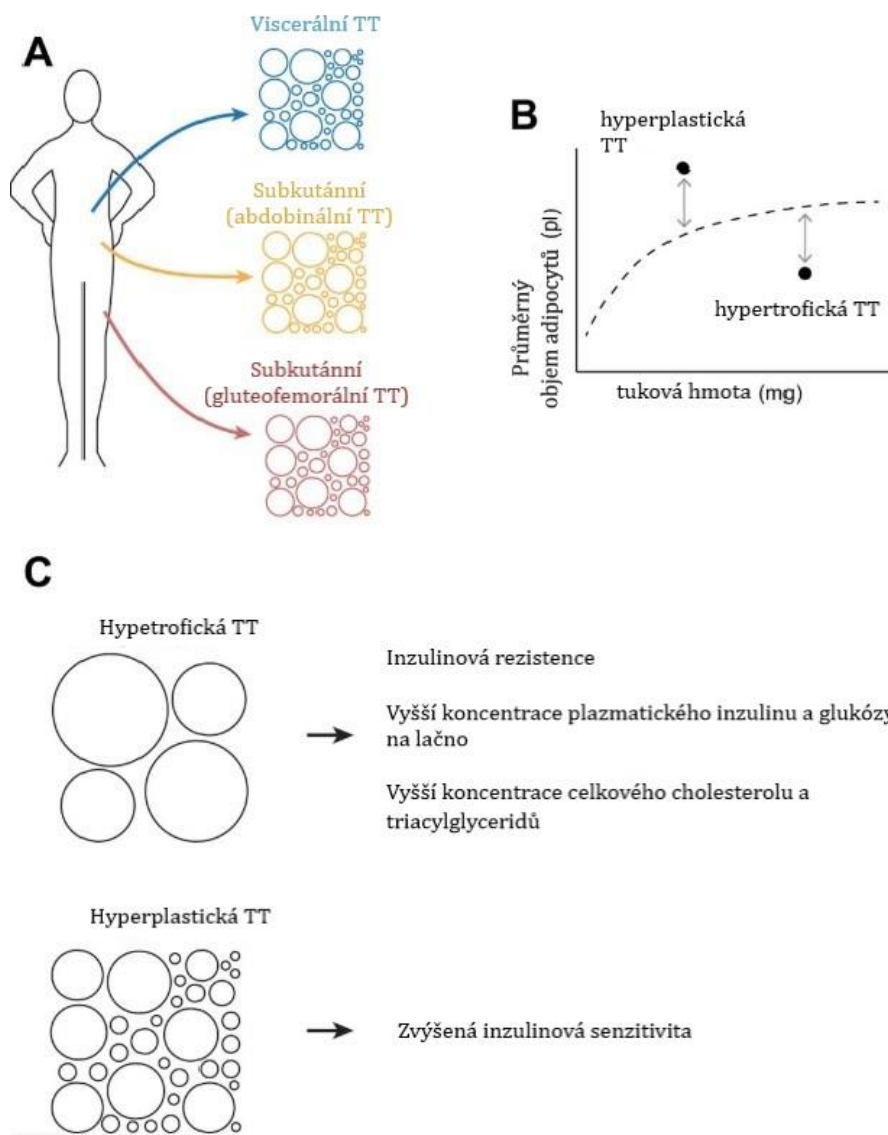 A
Viscerální TT
Subkutánní
(abdobinální TT)
Subkutánní
(gluteofemorální TT)
B
hyperplastická
TT
Průměrný
objem adipocytů (pl)
hypertrofická TT
tuková hmota (mg)
C
Hypetrofická TT
Inzulinová rezistence
Vyšší koncentrace plazmatického inzulinu a glukózy
na lačno
Vyšší koncentrace celkového cholesterolu a
triacylglyceridů
Hyperplastická TT
Zvýšená inzulinová senzitivita